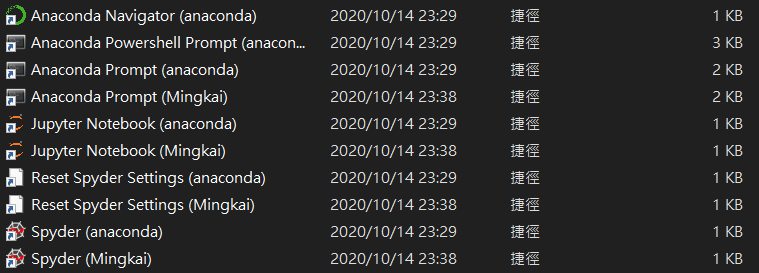 Anaconda Navigator (anaconda) 2020/10/14 23:29 捷徑 1 KB
Anaconda Powershell Prompt (anacon... 2020/10/14 23:29 捷徑 3 KB
Anaconda Prompt (anaconda) 2020/10/14 23:29 捷徑 2 KB
Anaconda Prompt (Mingkai) 2020/10/14 23:38 捷徑 2 KB
Jupyter Notebook (anaconda) 2020/10/14 23:29 捷徑 1 KB
Jupyter Notebook (Mingkai) 2020/10/14 23:38 捷徑 1 KB
Reset Spyder Settings (anaconda) 2020/10/14 23:29 捷徑 1 KB
Reset Spyder Settings (Mingkai) 2020/10/14 23:38 捷徑 1 KB
Spyder (anaconda) 2020/10/14 23:29 捷徑 1 KB
Spyder (Mingkai) 2020/10/14 23:38 捷徑 1 KB